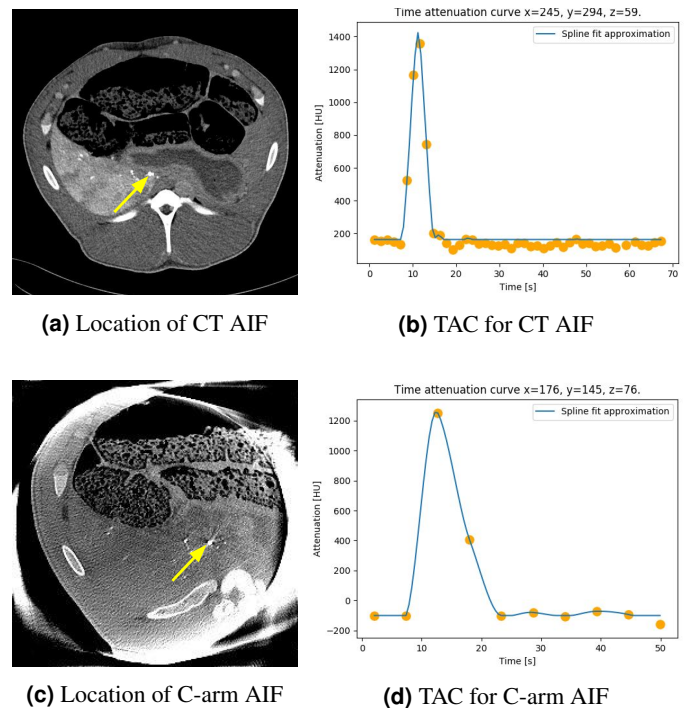 Time attenuation curve x=245, y=294, z=59.
Spline fit approximation
Attenuation [HU]
1400
1200
1000
800
600
400
200
0 10 20 30 40 50 60 70
Time [s]
(a) Location of CT AIF
(b) TAC for CT AIF
Time attenuation curve x=176, y=145, z=76.
Spline fit approximation
Attenuation [HU]
1200
1000
800
600
400
200
0
−200
0 10 20 30 40 50
Time [s]
(c) Location of C-arm AIF
(d) TAC for C-arm AIF